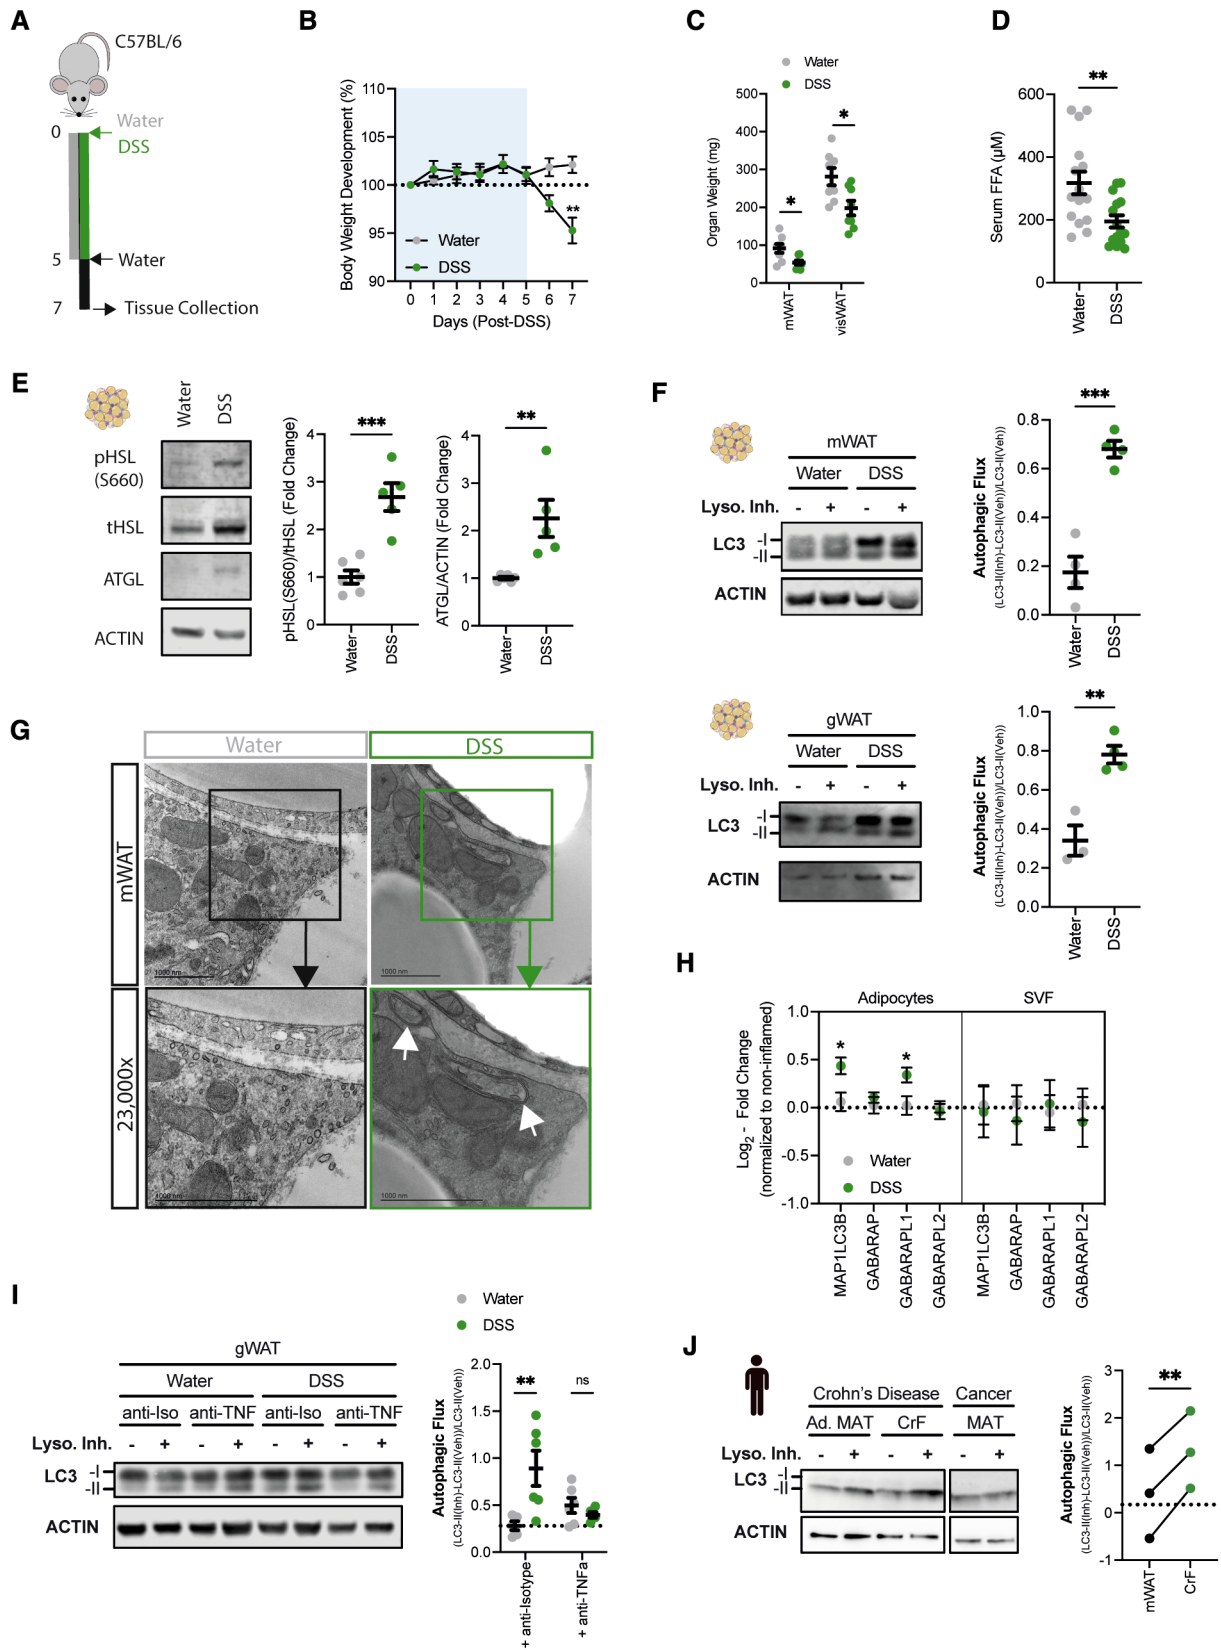 A
C57BL/6
0
Water
DSS
5
Water
7
Tissue Collection
B
Body Weight Development (%)
110
105
100
95
90
Water
DSS
**
0 1 2 3 4 5 6 7
Days (Post-DSS)
C
Water
DSS
Organ Weight (mg)
500
400
300
200
100
0
*
*
mWAT
visWAT
D
Serum FFA (µM)
600
400
200
0
**
Water
DSS
E
Water
DSS
pHSL
(S660)
tHSL
ATGL
ACTIN
pHSL(S660)/tHSL (Fold Change)
4
3
2
1
0
***
Water
DSS
ATGL/ACTIN (Fold Change)
4
2
1
0
**
Water
DSS
F
mWAT
Water DSS
Lyso. Inh. - + - +
LC3 -I
-II
ACTIN
Autophagic Flux
(LC3-II(Inh)-LC3-II(Veh))/LC3-II(Veh))
0.8
0.6
0.4
0.2
0.0
***
Water
DSS
gWAT
Water DSS
Lyso. Inh. - + - +
LC3 -I
-II
ACTIN
Autophagic Flux
(LC3-II(Inh)-LC3-II(Veh))/LC3-II(Veh))
1.0
0.8
0.6
0.4
0.2
0.0
**
Water
DSS
G
Water
DSS
mWAT
1000 nm
1000 nm
23,000x
1000 nm
1000 nm
H
Adipocytes SVF
Log2 - Fold Change
(normalized to non-inflamed)
1.0
0.5
0.0
-0.5
-1.0
*
*
Water
DSS
MAP1LC3B
GABARAP
GABARAPL1
GABARAPL2
MAP1LC3B
GABARAP
GABARAPL1
GABARAPL2
I
gWAT
Water DSS
anti-Iso anti-TNF anti-Iso anti-TNF
Lyso. Inh. - + - + - + - +
LC3 -I
-II
ACTIN
Water
DSS
Autophagic Flux
(LC3-II(Inh)-LC3-II(Veh))/LC3-II(Veh))
2.0
1.5
1.0
0.5
0.0
**
ns
+ anti-Isotype
+ anti-TNFa
J
Crohn's Disease Cancer
Ad. MAT CrF MAT
Lyso. Inh. - + - + - +
LC3 -I
-II
ACTIN
Autophagic Flux
(LC3-II(Inh)-LC3-II(Veh))/LC3-II(Veh))
3
2
1
0
-1
**
mWAT
CrF